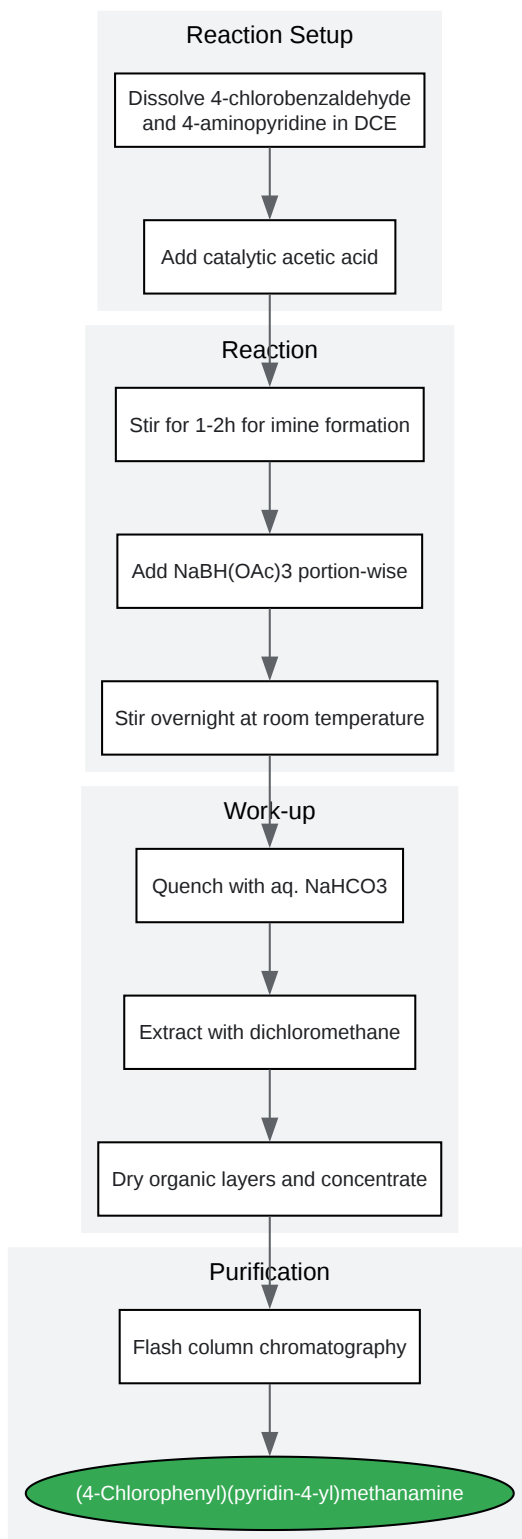 Reaction Setup
Dissolve 4-chlorobenzaldehyde
and 4-aminopyridine in DCE
Add catalytic acetic acid
Reaction
Stir for 1-2h for imine formation
Add NaBH(OAc)3 portion-wise
Stir overnight at room temperature
Work-up
Quench with aq. NaHCO3
Extract with dichloromethane
Dry organic layers and concentrate
Purification
Flash column chromatography
(4-Chlorophenyl)(pyridin-4-yl)methanamine